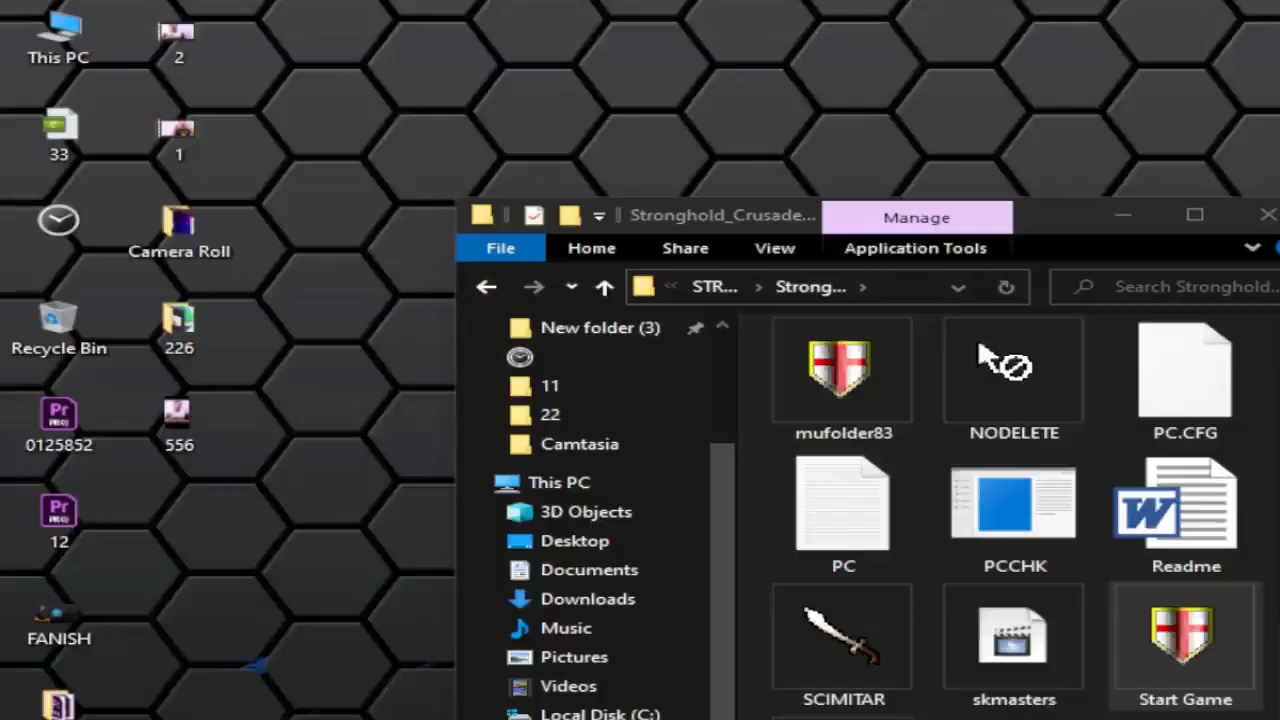 This PC
2
33
1
Camera Roll
Recycle Bin
226
0125852
556
12
FANISH
Stronghold_Crusade...
Manage
File
Home
Share
View
Application Tools
STR...
Strong...
Search Stronghold...
New folder (3)
11
22
Camtasia
This PC
3D Objects
Desktop
Documents
Downloads
Music
Pictures
Videos
Local Disk (C:)
mufolder83
NODELETE
PC.CFG
PC
PCCHK
Readme
SCIMITAR
skmasters
Start Game